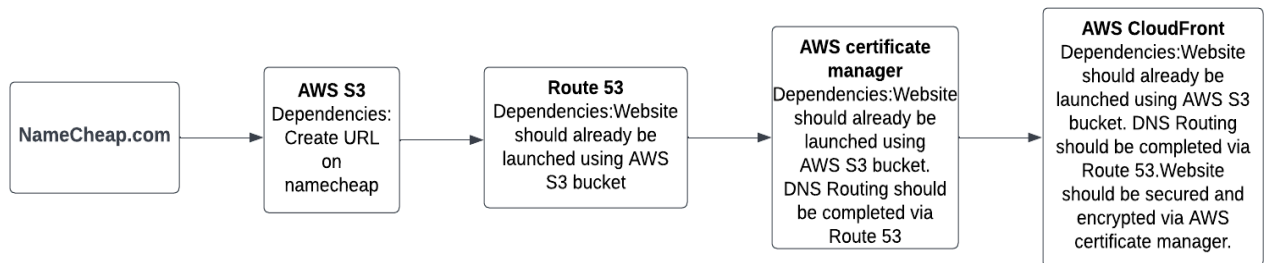 NameCheap.com
AWS S3
Dependencies:
Create URL
on
namecheap
Route 53
Dependencies:Website
should already be
launched using AWS
S3 bucket
AWS certificate
manager
Dependencies:Website
should already be
launched using
AWS S3 bucket.
DNS Routing should
be completed via
Route 53
AWS CloudFront
Dependencies:Website
should already be
launched using AWS S3
bucket. DNS Routing
should be completed via
Route 53.Website
should be secured and
encrypted via AWS
certificate manager.